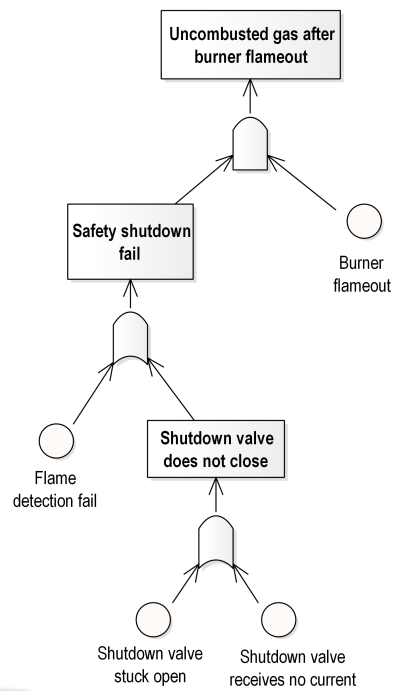 Uncombusted gas after
burner flameout
Safety shutdown
fail
Burner
flameout
Flame
detection fail
Shutdown valve
does not close
Shutdown valve
stuck open
Shutdown valve
receives no current